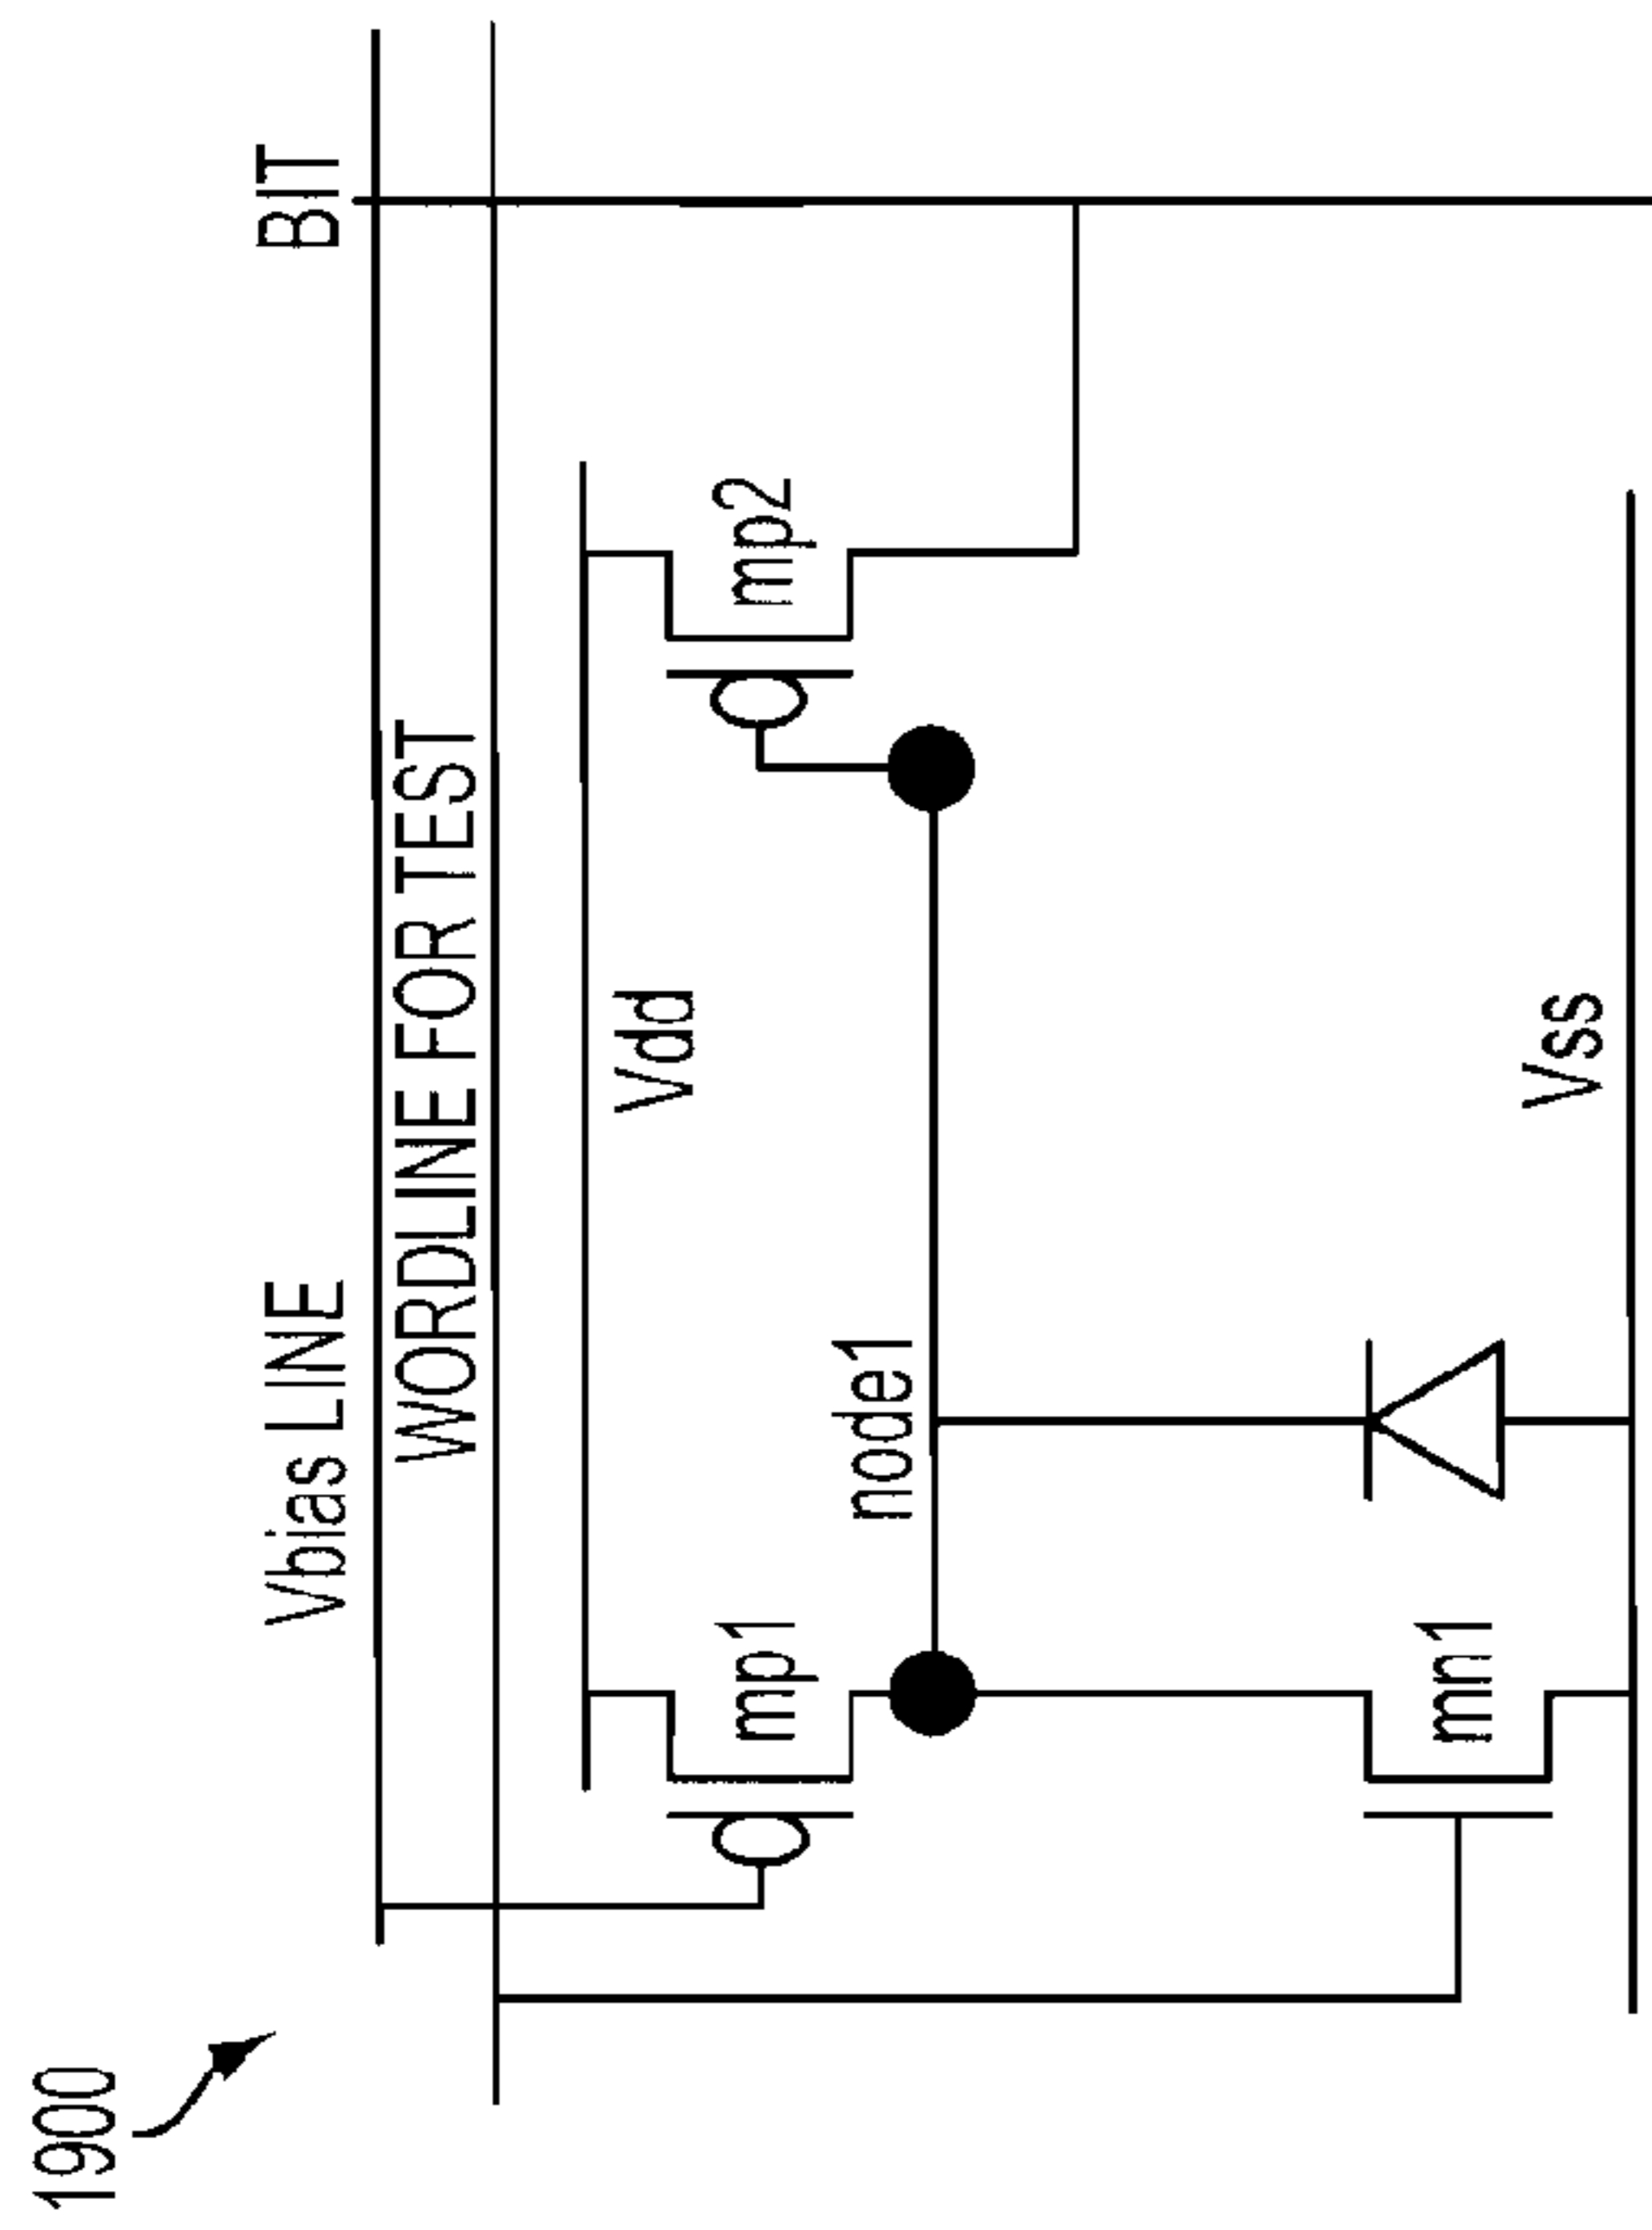 1900
Vbias LINE
BIT
WORDLINE FOR TEST
Vdd
mp1
mp2
node1
mn1
Vss